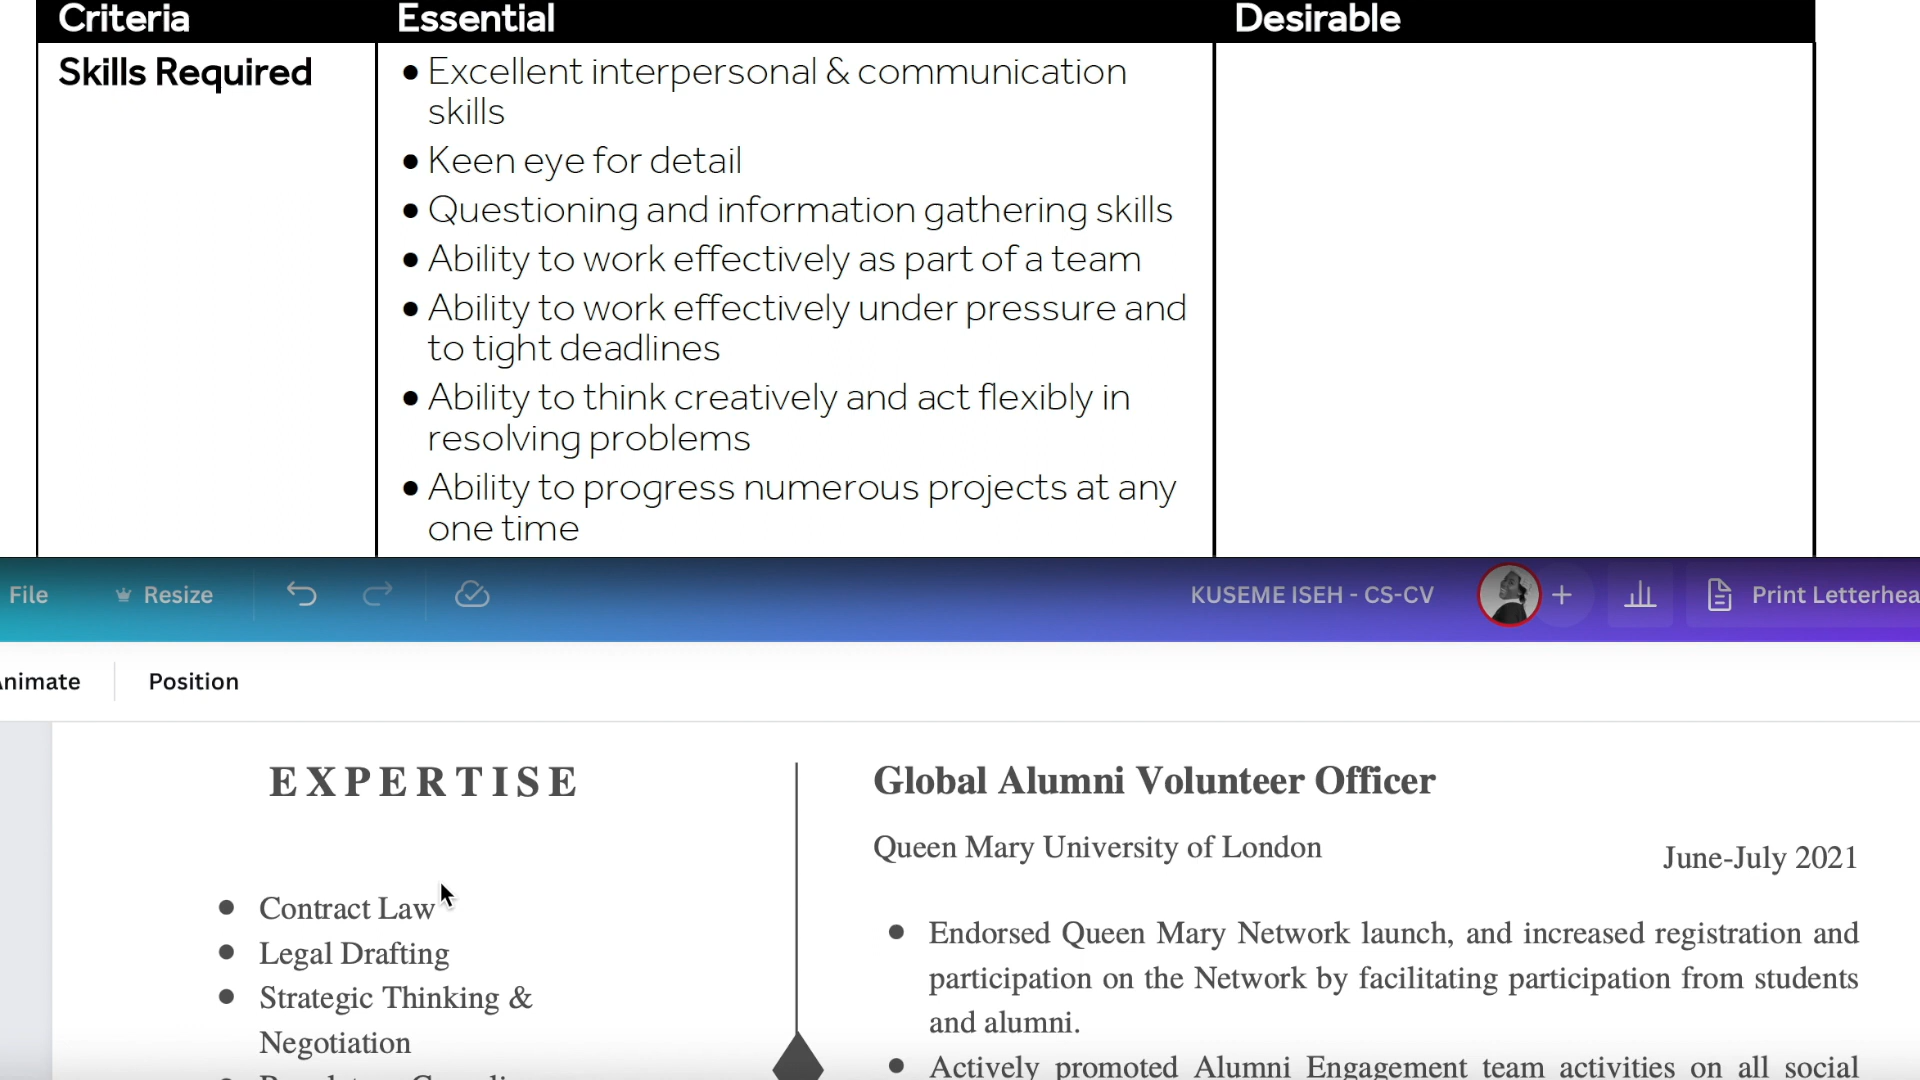 Criteria Essential Desirable
Skills Required
• Excellent interpersonal & communication
skills
• Keen eye for detail
• Questioning and information gathering skills
• Ability to work effectively as part of a team
• Ability to work effectively under pressure and
to tight deadlines
• Ability to think creatively and act flexibly in
resolving problems
• Ability to progress numerous projects at any
one time
File Resize KUSEME ISEH - CS-CV + Print Letterhea
nimate Position
EXPERTISE
• Contract Law
• Legal Drafting
• Strategic Thinking &
Negotiation
Global Alumni Volunteer Officer
Queen Mary University of London
June-July 2021
• Endorsed Queen Mary Network launch, and increased registration and
participation on the Network by facilitating participation from students
and alumni.
• Actively promoted Alumni Engagement team activities on all social